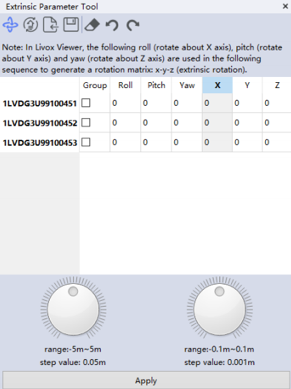 Extrinsic Parameter Tool
Note: In Livox Viewer, the following roll (rotate about X axis), pitch (rotate
about Y axis) and yaw (rotate about Z axis) are used in the following
sequence to generate a rotation matrix: x-y-z (extrinsic rotation).
Group Roll Pitch Yaw X Y Z
1LVDG3U99100451 0 0 0 0 0 0
1LVDG3U99100452 0 0 0 0 0 0
1LVDG3U99100453 0 0 0 0 0 0
range:-5m~5m range:-0.1m~0.1m
step value: 0.05m step value: 0.001m
Apply